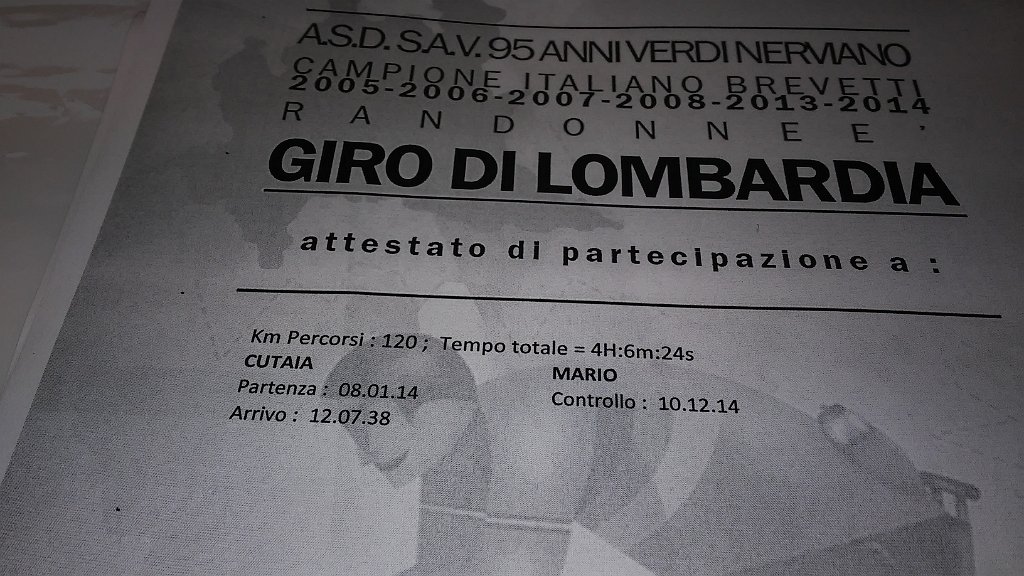 A.S.D. S.A.V. 95 ANNI VERDI NERVIANO
CAMPIONE ITALIANO BREVETTI
2005-2006-2007-2008-2013-2014
RANDONNEE'
GIRO DI LOMBARDIA
attestato di partecipazione a :
Km Percorsi : 120 ; Tempo totale = 4H:6m:24s
CUTAIA MARIO
Partenza : 08.01.14 Controllo : 10.12.14
Arrivo : 12.07.38